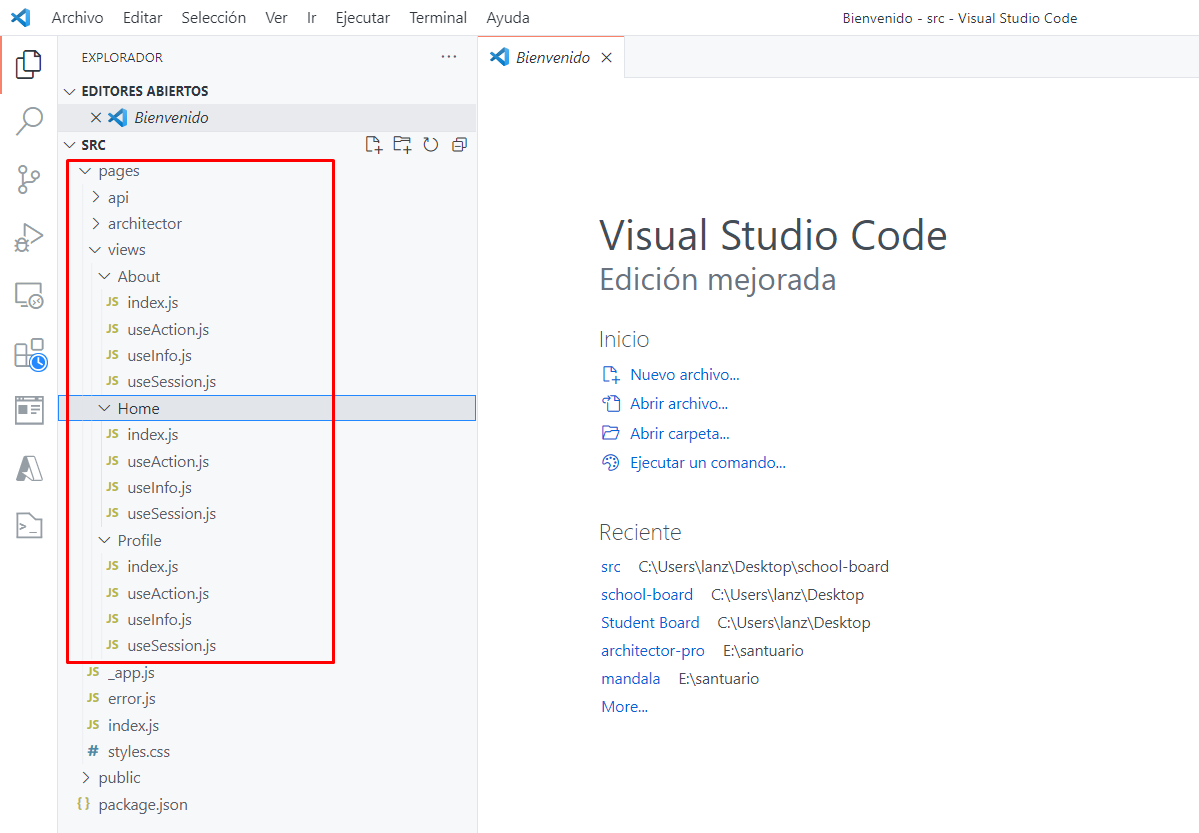 Archivo Editar Selección Ver Ir Ejecutar Terminal Ayuda Bienvenido - src - Visual Studio Code
EXPLORADOR
EDITORES ABIERTOS
Bienvenido
SRC
pages
api
architector
views
About
JS index.js
JS useAction.js
JS useInfo.js
JS useSession.js
Home
JS index.js
JS useAction.js
JS useInfo.js
JS useSession.js
Profile
JS index.js
JS useAction.js
JS useInfo.js
JS useSession.js
JS _app.js
JS error.js
JS index.js
# styles.css
public
{} package.json
Bienvenido
Visual Studio Code
Edición mejorada
Inicio
Nuevo archivo...
Abrir archivo...
Abrir carpeta...
Ejecutar un comando...
Reciente
src C:\Users\lanz\Desktop\school-board
school-board C:\Users\lanz\Desktop
Student Board C:\Users\lanz\Desktop
architector-pro E:\santuario
mandala E:\santuario
More...